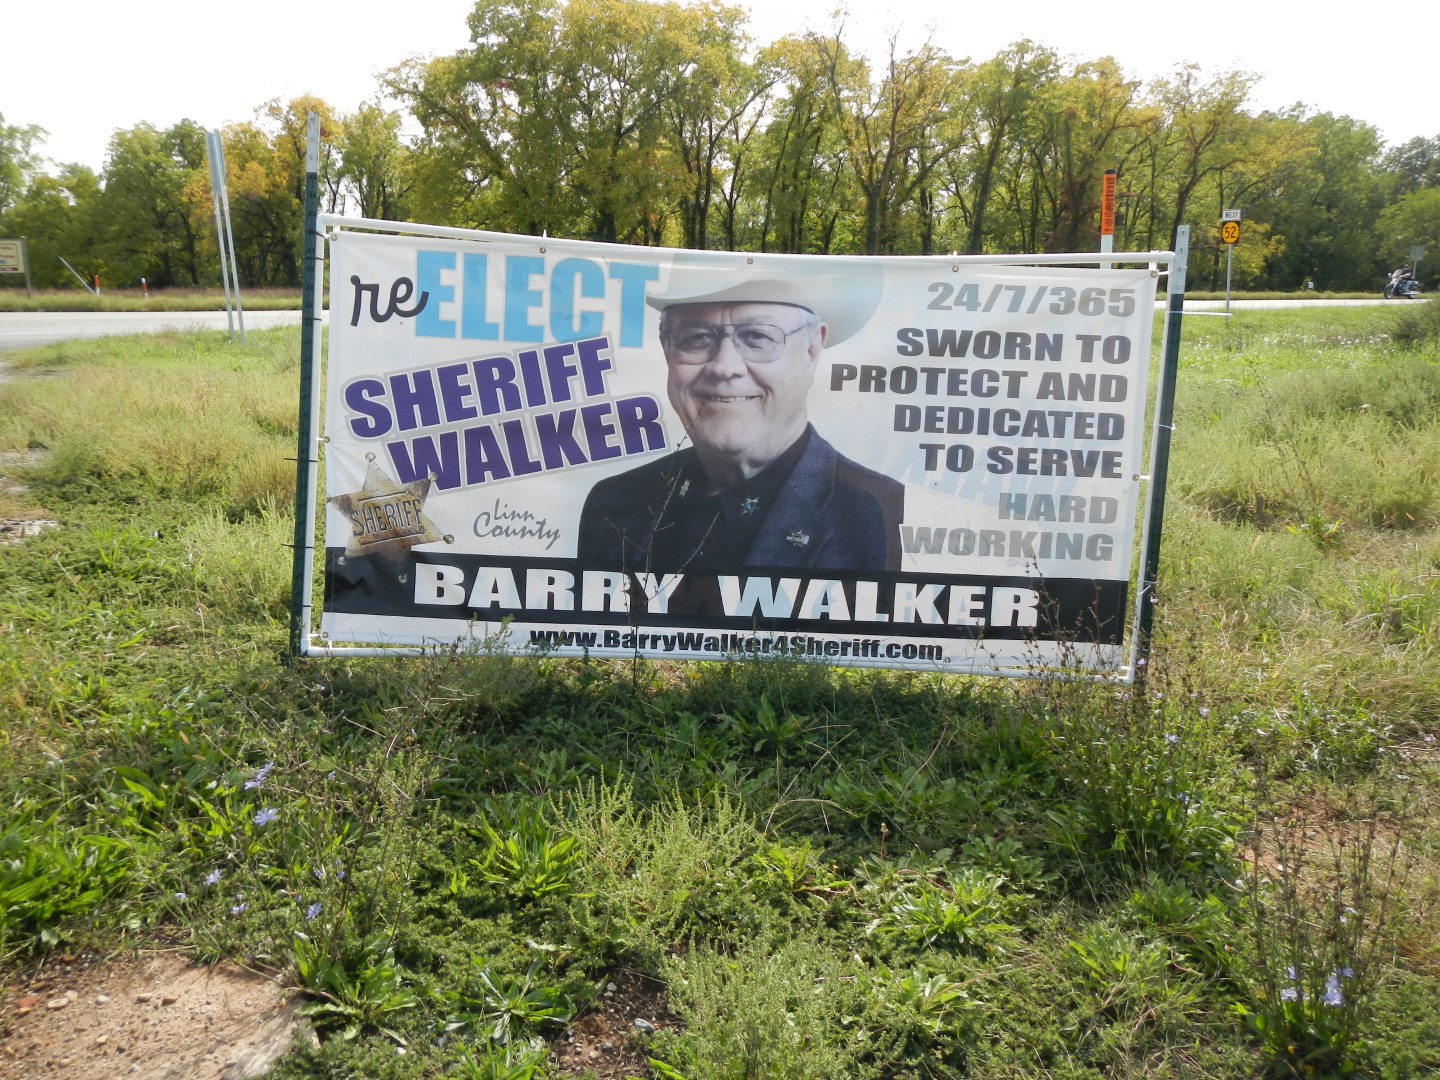 reELECT
SHERIFF
WALKER
SHERIFF
Linn
County
24/7/365
SWORN TO
PROTECT AND
DEDICATED
TO SERVE
HARD
WORKING
BARRY WALKER
www.BarryWalker4Sheriff.com
WEST
52